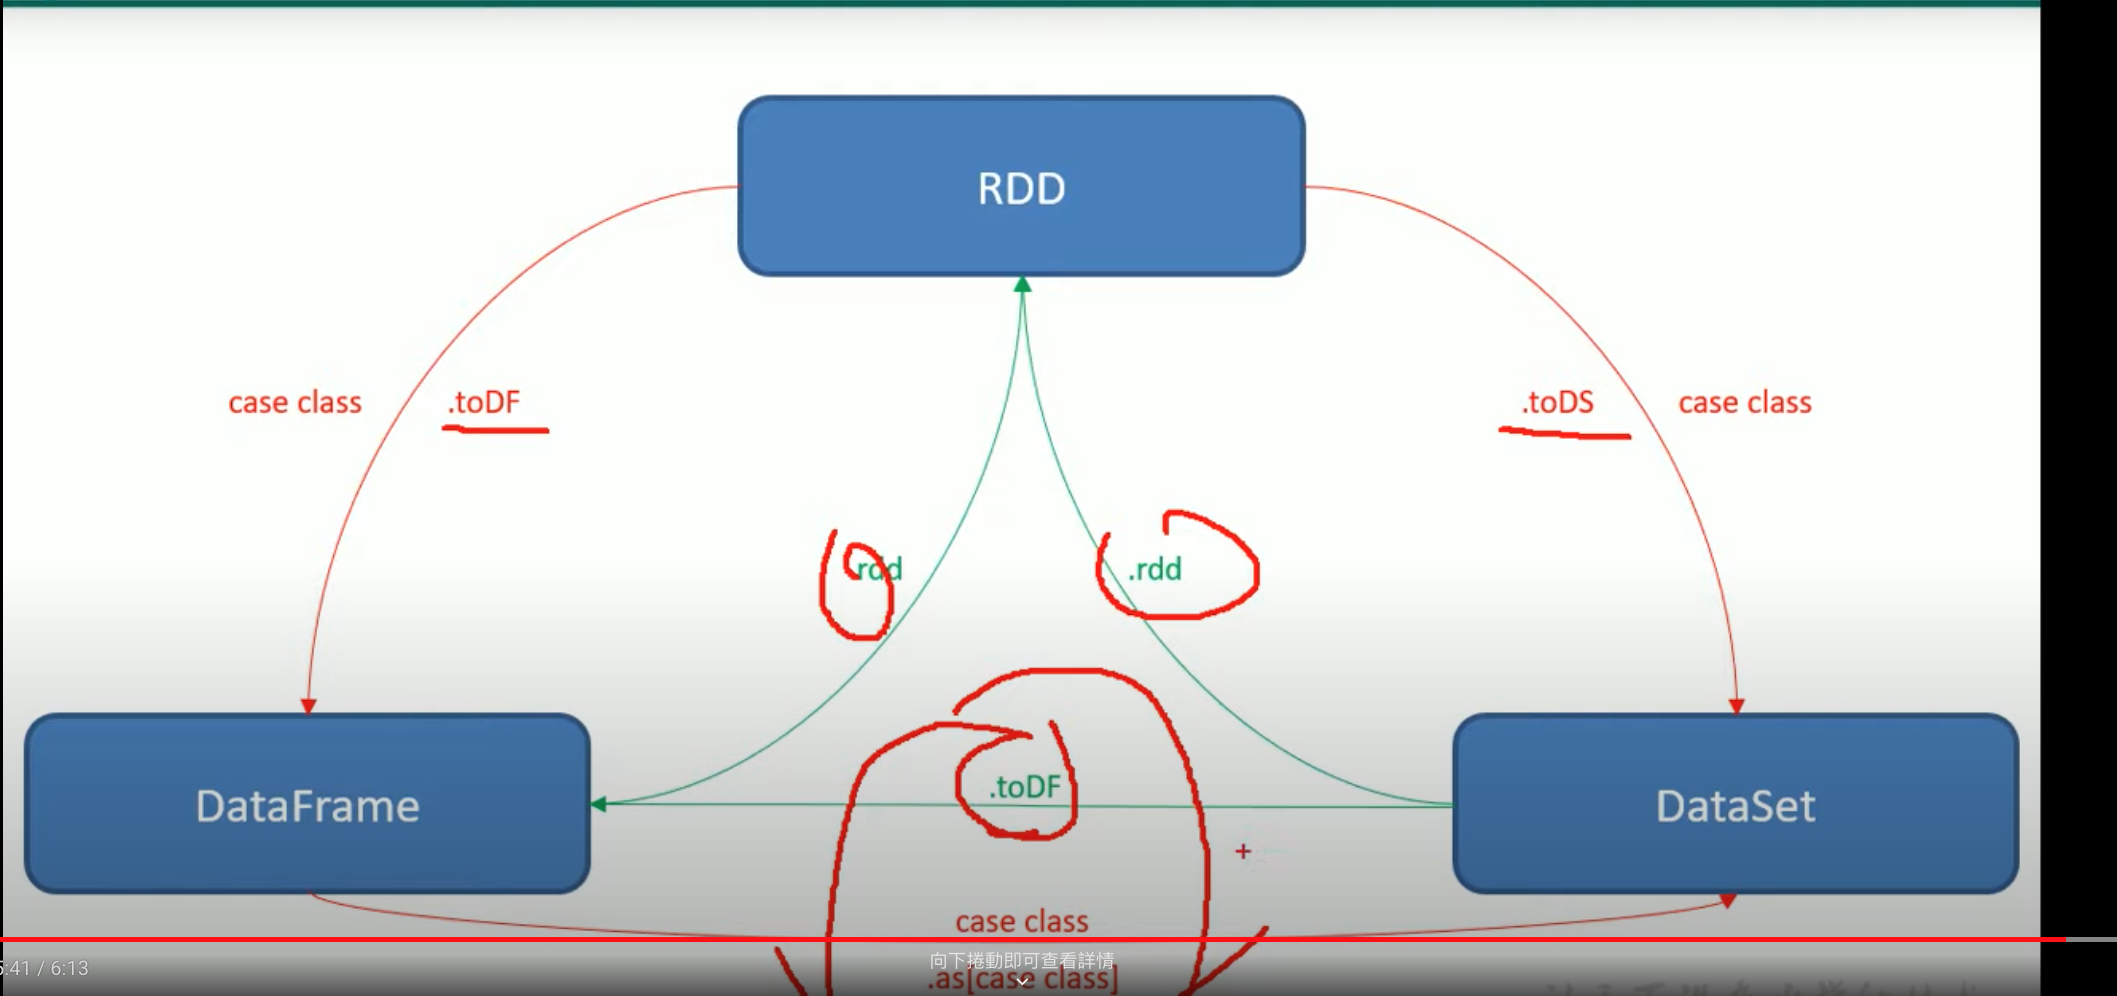 RDD
case class
.toDF
.toDS
case class
rdd
.rdd
DataFrame
.toDF
DataSet
case class
5:41 / 6:13
向下捲動即可查看詳情
.as[case class]